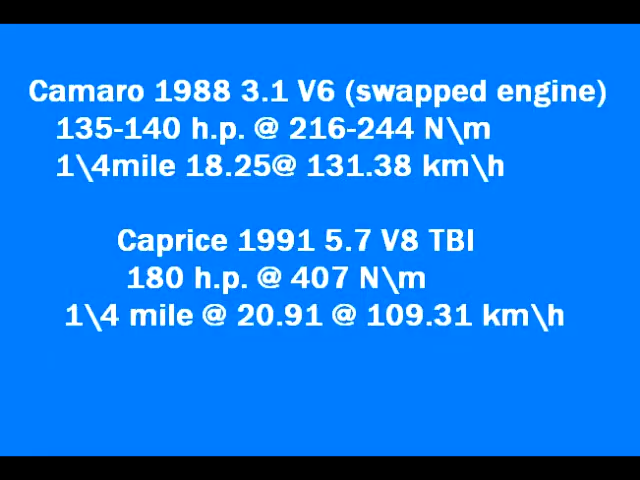 Camaro 1988 3.1 V6 (swapped engine)
135-140 h.p. @ 216-244 N\m
1\4mile 18.25@ 131.38 km\h
Caprice 1991 5.7 V8 TBI
180 h.p. @ 407 N\m
1\4 mile @ 20.91 @ 109.31 km\h